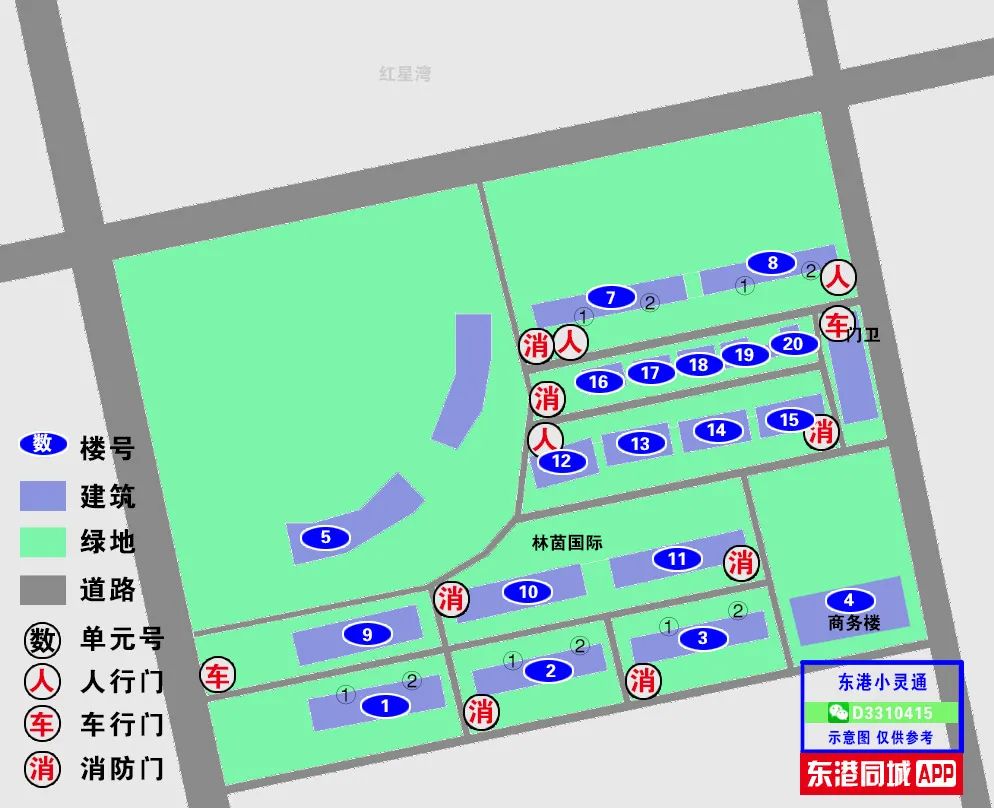 红星湾
8
2
人
7
1
1
2
车
门卫
消
人
20
19
18
17
16
消
15
消
14
13
人
12
数 楼号
建筑
5
绿地
林茵国际
11
消
道路
10
消
4
商务楼
9
2
1
3
数 单元号
2
1
2
车
人 人行门
2
1
1
消
消
车 车行门
消 消防门
东港小灵通
D3310415
示意图 仅供参考
东港同城APP